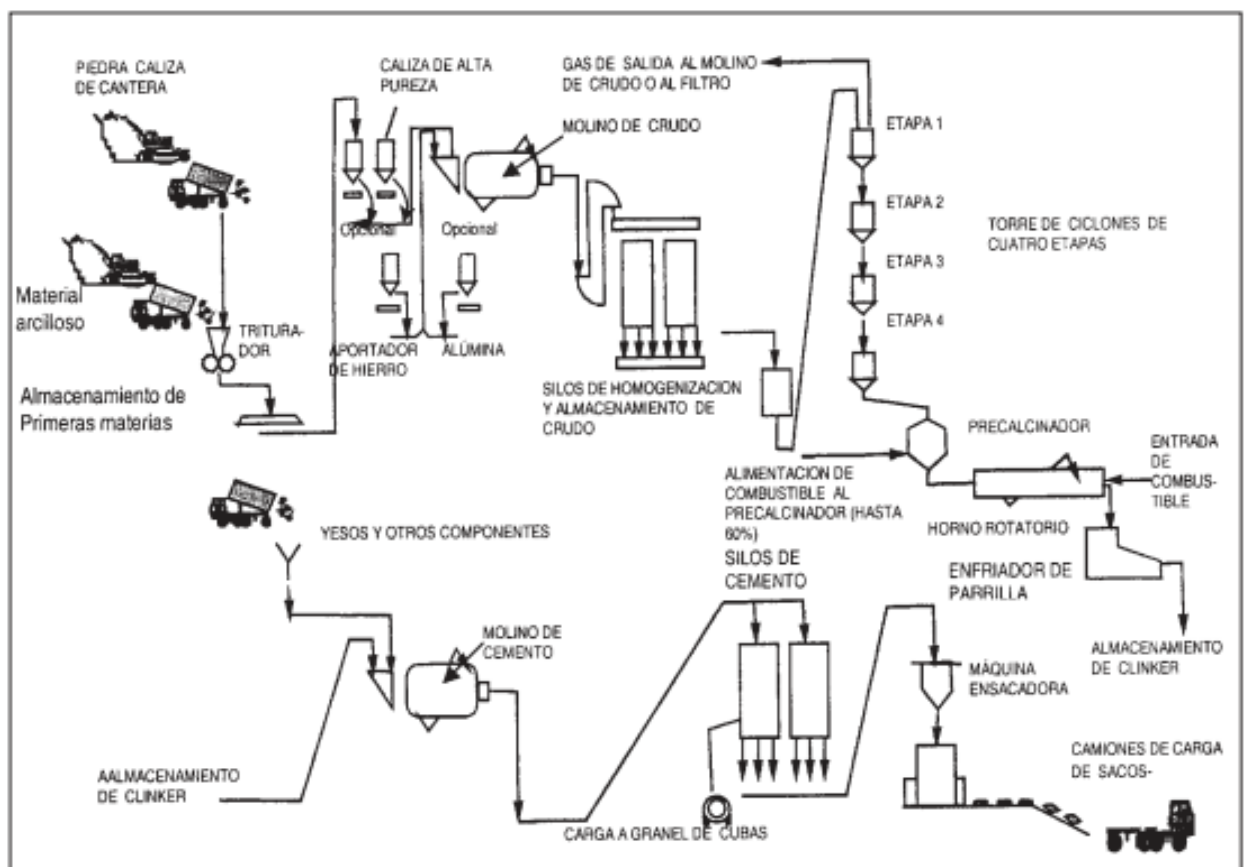 PIEDRA CALIZA
DE CANTERA
CALIZA DE ALTA
PUREZA
GAS DE SALIDA AL MOLINO
DE CRUDO O AL FILTRO
MOLINO DE CRUDO
ETAPA 1
ETAPA 2
ETAPA 3
ETAPA 4
TORRE DE CICLONES DE
CUATRO ETAPAS
Opcional
Opcional
Material
arcilloso
TRITURA-
DOR
APORTADOR
DE HIERRO
ALÚMINA
Almacenamiento de
Primeras materias
SILOS DE HOMOGENIZACION
Y ALMACENAMIENTO DE
CRUDO
PRECALCINADOR
ENTRADA
DE
COMBUS-
TIBLE
ALIMENTACION DE
COMBUSTIBLE AL
PRECALCINADOR (HASTA
60%)
HORNO ROTATORIO
YESOS Y OTROS COMPONENTES
SILOS DE
CEMENTO
ENFRIADOR DE
PARRILLA
MOLINO DE
CEMENTO
ALMACENAMIENTO
DE CLINKER
MÁQUINA
ENSACADORA
AALMACENAMIENTO
DE CLINKER
CAMIONES DE CARGA
DE SACOS-
CARGA A GRANEL DE CUBAS